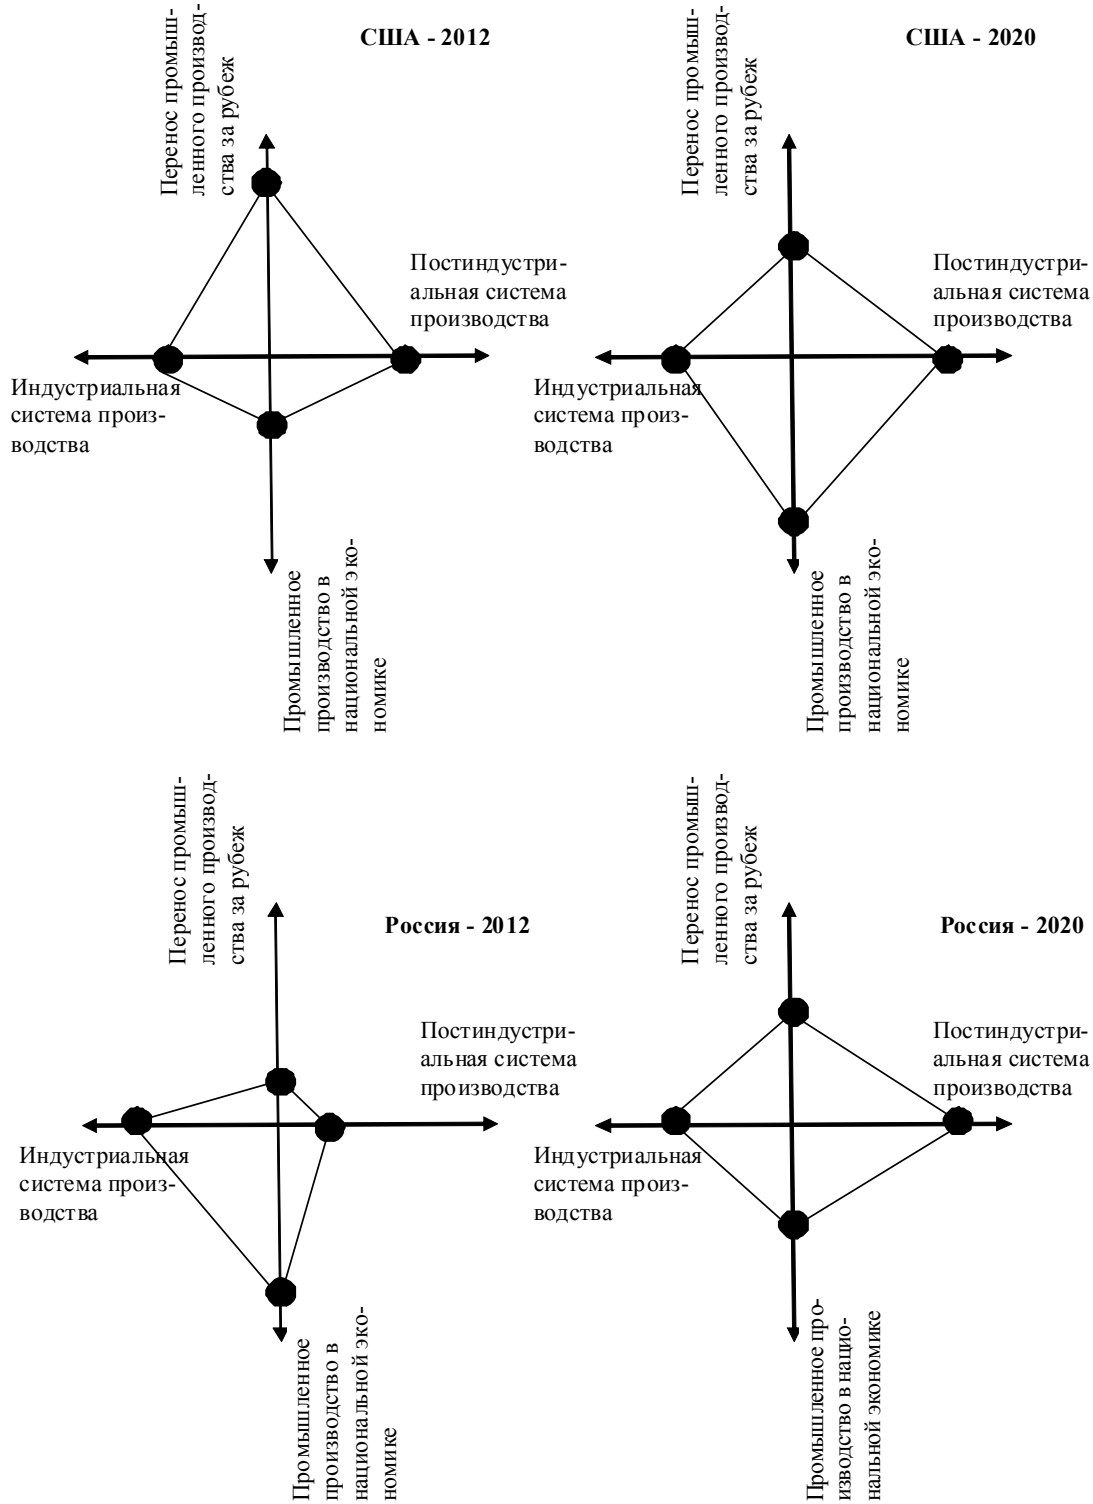 США - 2012
Перенос промыш-
ленного производ-
ства за рубеж
Постиндустри-
альная система
производства
Индустриальная
система произ-
водства
Промышленное
производство в
национальной эко-
номике
США - 2020
Перенос промыш-
ленного производ-
ства за рубеж
Постиндустри-
альная система
производства
Индустриальная
система произ-
водства
Промышленное
производство в
национальной эко-
номике
Россия - 2012
Перенос промыш-
ленного производ-
ства за рубеж
Постиндустри-
альная система
производства
Индустриальная
система произ-
водства
Промышленное
производство в
национальной эко-
номике
Россия - 2020
Перенос промыш-
ленного производ-
ства за рубеж
Постиндустри-
альная система
производства
Индустриальная
система произ-
водства
Промышленное про-
изводство в нацио-
нальной экономике